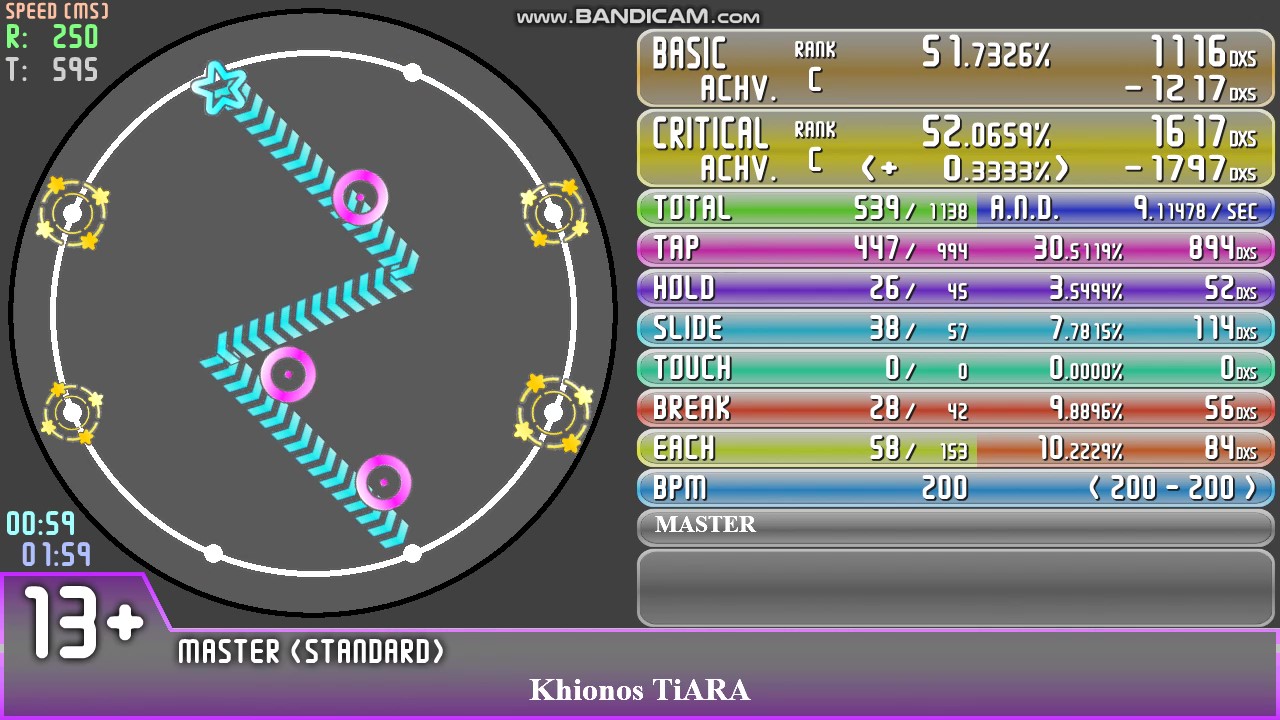 SPEED (MS)
R: 250
T: 595
www.BANDICAM.com
BASIC RANK 51.7326% 1116DXS
ACHV. C -1217DXS
CRITICAL RANK 52.0659% 1617DXS
ACHV. C (+ 0.3333%) -1797DXS
TOTAL 539/ 1138 A.N.D. 9.11478 / SEC
TAP 447/ 994 30.5119% 894DXS
HOLD 26/ 45 3.5494% 52DXS
SLIDE 38/ 57 7.7815% 114DXS
TOUCH 0/ 0 0.0000% 0DXS
BREAK 28/ 42 9.8896% 56DXS
EACH 58/ 153 10.2229% 84DXS
BPM 200 ( 200 - 200 )
MASTER
00:59
01:59
13+
MASTER (STANDARD)
Khionos TiARA